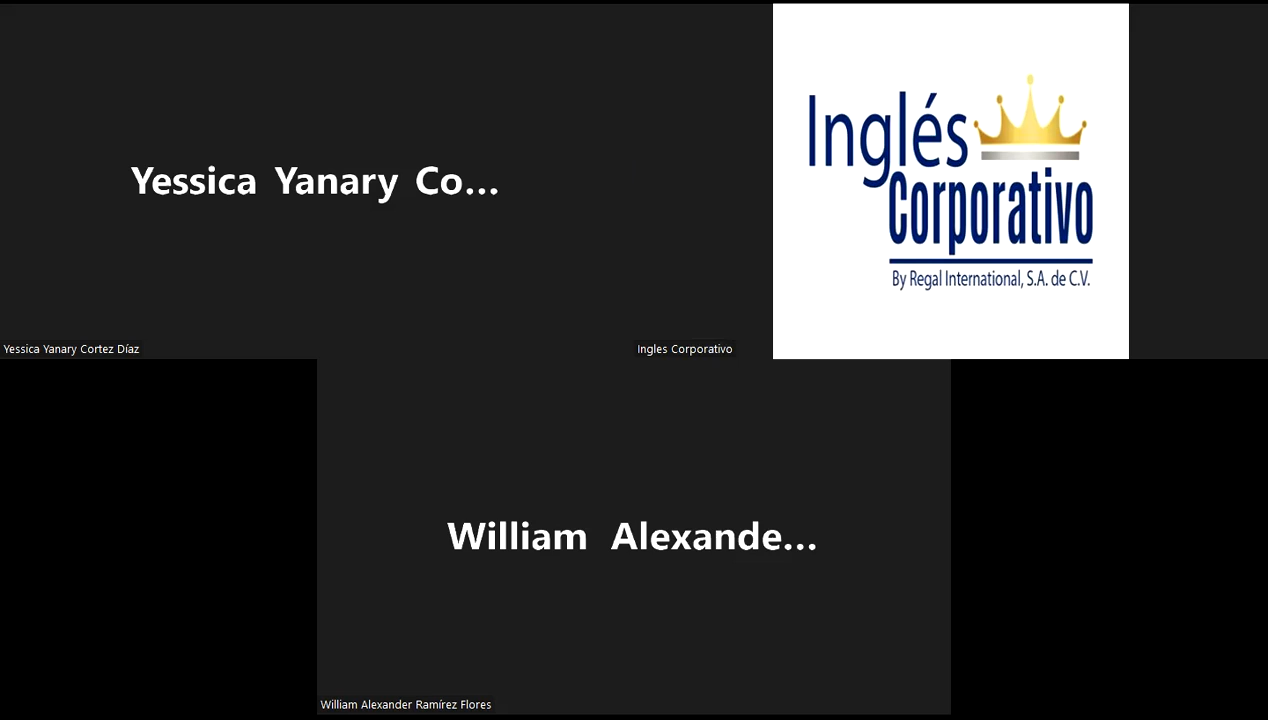 Yessica Yanary Co...
Inglés
Corporativo
By Regal International, S.A. de C.V.
Yessica Yanary Cortez Díaz
Ingles Corporativo
William Alexande...
William Alexander Ramírez Flores